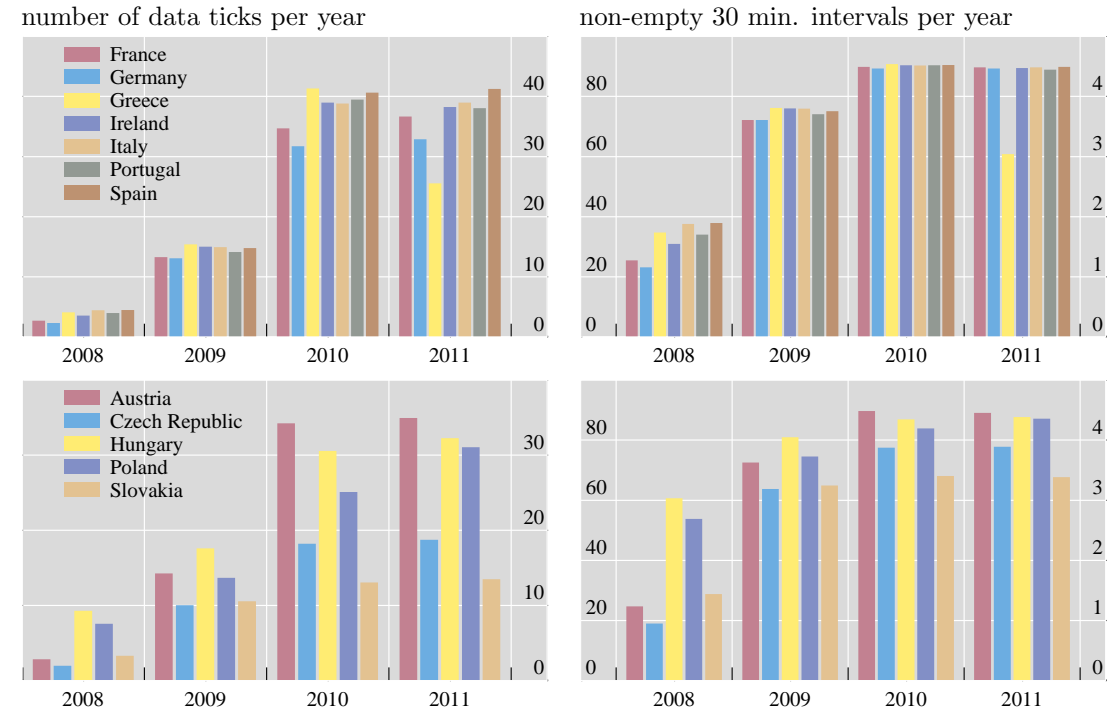 number of data ticks per year
France
Germany
Greece
Ireland
Italy
Portugal
Spain
40
30
20
10
0
2008 2009 2010 2011
non-empty 30 min. intervals per year
80 4
60 3
40 2
20 1
0 0
2008 2009 2010 2011
Austria
Czech Republic
Hungary
Poland
Slovakia
30
20
10
0
2008 2009 2010 2011
80 4
60 3
40 2
20 1
0 0
2008 2009 2010 2011